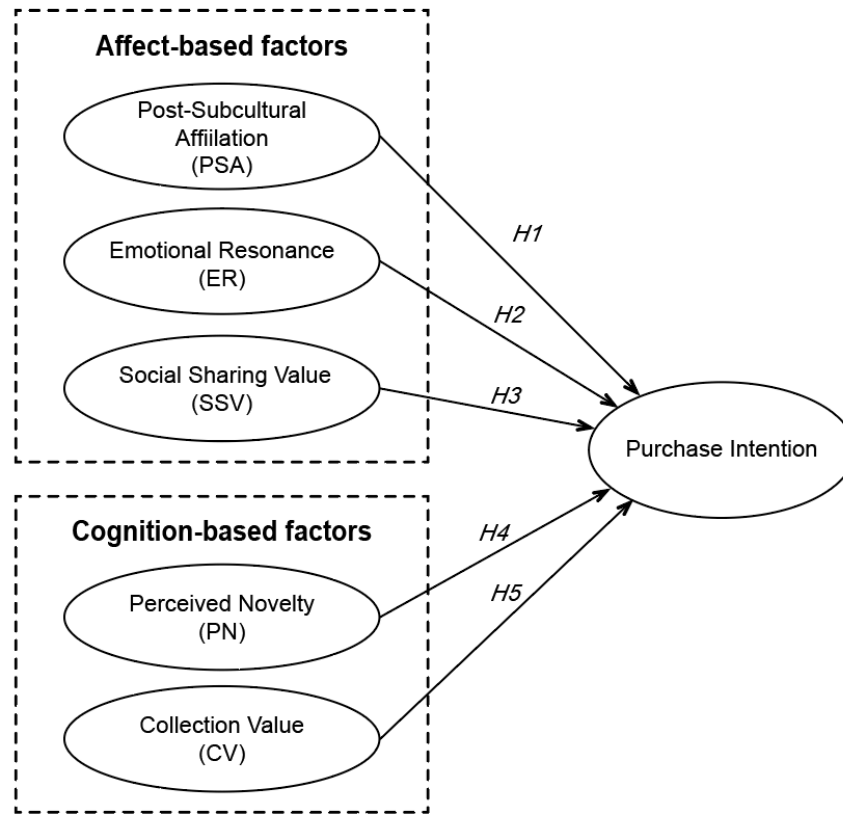 Affect-based factors
Post-Subcultural
Affiilation
(PSA)
H1
Emotional Resonance
(ER)
H2
Social Sharing Value
(SSV)
H3
Purchase Intention
Cognition-based factors
H4
Perceived Novelty
(PN)
H5
Collection Value
(CV)